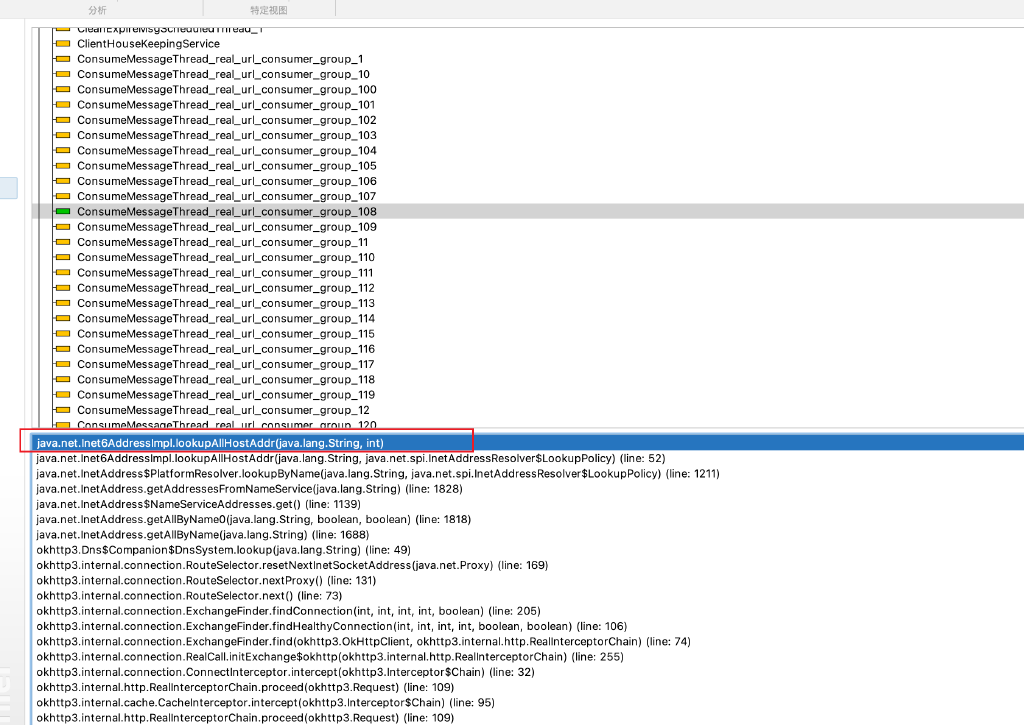 分析
特定视图
CleanExpireMsgScheduledThread_1
ClientHouseKeepingService
ConsumeMessageThread_real_url_consumer_group_1
ConsumeMessageThread_real_url_consumer_group_10
ConsumeMessageThread_real_url_consumer_group_100
ConsumeMessageThread_real_url_consumer_group_101
ConsumeMessageThread_real_url_consumer_group_102
ConsumeMessageThread_real_url_consumer_group_103
ConsumeMessageThread_real_url_consumer_group_104
ConsumeMessageThread_real_url_consumer_group_105
ConsumeMessageThread_real_url_consumer_group_106
ConsumeMessageThread_real_url_consumer_group_107
ConsumeMessageThread_real_url_consumer_group_108
ConsumeMessageThread_real_url_consumer_group_109
ConsumeMessageThread_real_url_consumer_group_11
ConsumeMessageThread_real_url_consumer_group_110
ConsumeMessageThread_real_url_consumer_group_111
ConsumeMessageThread_real_url_consumer_group_112
ConsumeMessageThread_real_url_consumer_group_113
ConsumeMessageThread_real_url_consumer_group_114
ConsumeMessageThread_real_url_consumer_group_115
ConsumeMessageThread_real_url_consumer_group_116
ConsumeMessageThread_real_url_consumer_group_117
ConsumeMessageThread_real_url_consumer_group_118
ConsumeMessageThread_real_url_consumer_group_119
ConsumeMessageThread_real_url_consumer_group_12
ConsumeMessageThread_real_url_consumer_group_120
java.net.Inet6AddressImpl.lookupAllHostAddr(java.lang.String, int)
java.net.Inet6AddressImpl.lookupAllHostAddr(java.lang.String, java.net.spi.InetAddressResolver$LookupPolicy) (line: 52)
java.net.InetAddress$PlatformResolver.lookupByName(java.lang.String, java.net.spi.InetAddressResolver$LookupPolicy) (line: 1211)
java.net.InetAddress.getAddressesFromNameService(java.lang.String) (line: 1828)
java.net.InetAddress$NameServiceAddresses.get() (line: 1139)
java.net.InetAddress.getAllByName0(java.lang.String, boolean, boolean) (line: 1818)
java.net.InetAddress.getAllByName(java.lang.String) (line: 1688)
okhttp3.Dns$Companion$DnsSystem.lookup(java.lang.String) (line: 49)
okhttp3.internal.connection.RouteSelector.resetNextInetSocketAddress(java.net.Proxy) (line: 169)
okhttp3.internal.connection.RouteSelector.nextProxy() (line: 131)
okhttp3.internal.connection.RouteSelector.next() (line: 73)
okhttp3.internal.connection.ExchangeFinder.findConnection(int, int, int, int, boolean) (line: 205)
okhttp3.internal.connection.ExchangeFinder.findHealthyConnection(int, int, int, int, boolean, boolean) (line: 106)
okhttp3.internal.connection.ExchangeFinder.find(okhttp3.OkHttpClient, okhttp3.internal.http.RealInterceptorChain) (line: 74)
okhttp3.internal.connection.RealCall.initExchange$okhttp(okhttp3.internal.http.RealInterceptorChain) (line: 255)
okhttp3.internal.connection.ConnectInterceptor.intercept(okhttp3.Interceptor$Chain) (line: 32)
okhttp3.internal.http.RealInterceptorChain.proceed(okhttp3.Request) (line: 109)
okhttp3.internal.cache.CacheInterceptor.intercept(okhttp3.Interceptor$Chain) (line: 95)
okhttp3.internal.http.RealInterceptorChain.proceed(okhttp3.Request) (line: 109)